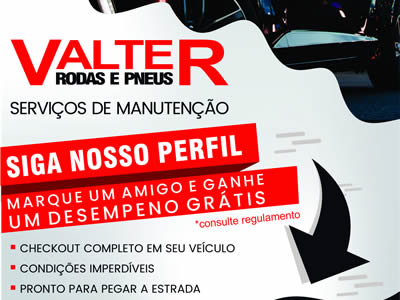 VALTER
RODAS E PNEUS
SERVIÇOS DE MANUTENÇÃO
SIGA NOSSO PERFIL
MARQUE UM AMIGO E GANHE
UM DESEMPENO GRÁTIS
*consulte regulamento
▪ CHECKOUT COMPLETO EM SEU VEÍCULO
▪ CONDIÇÕES IMPERDÍVEIS
▪ PRONTO PARA PEGAR A ESTRADA